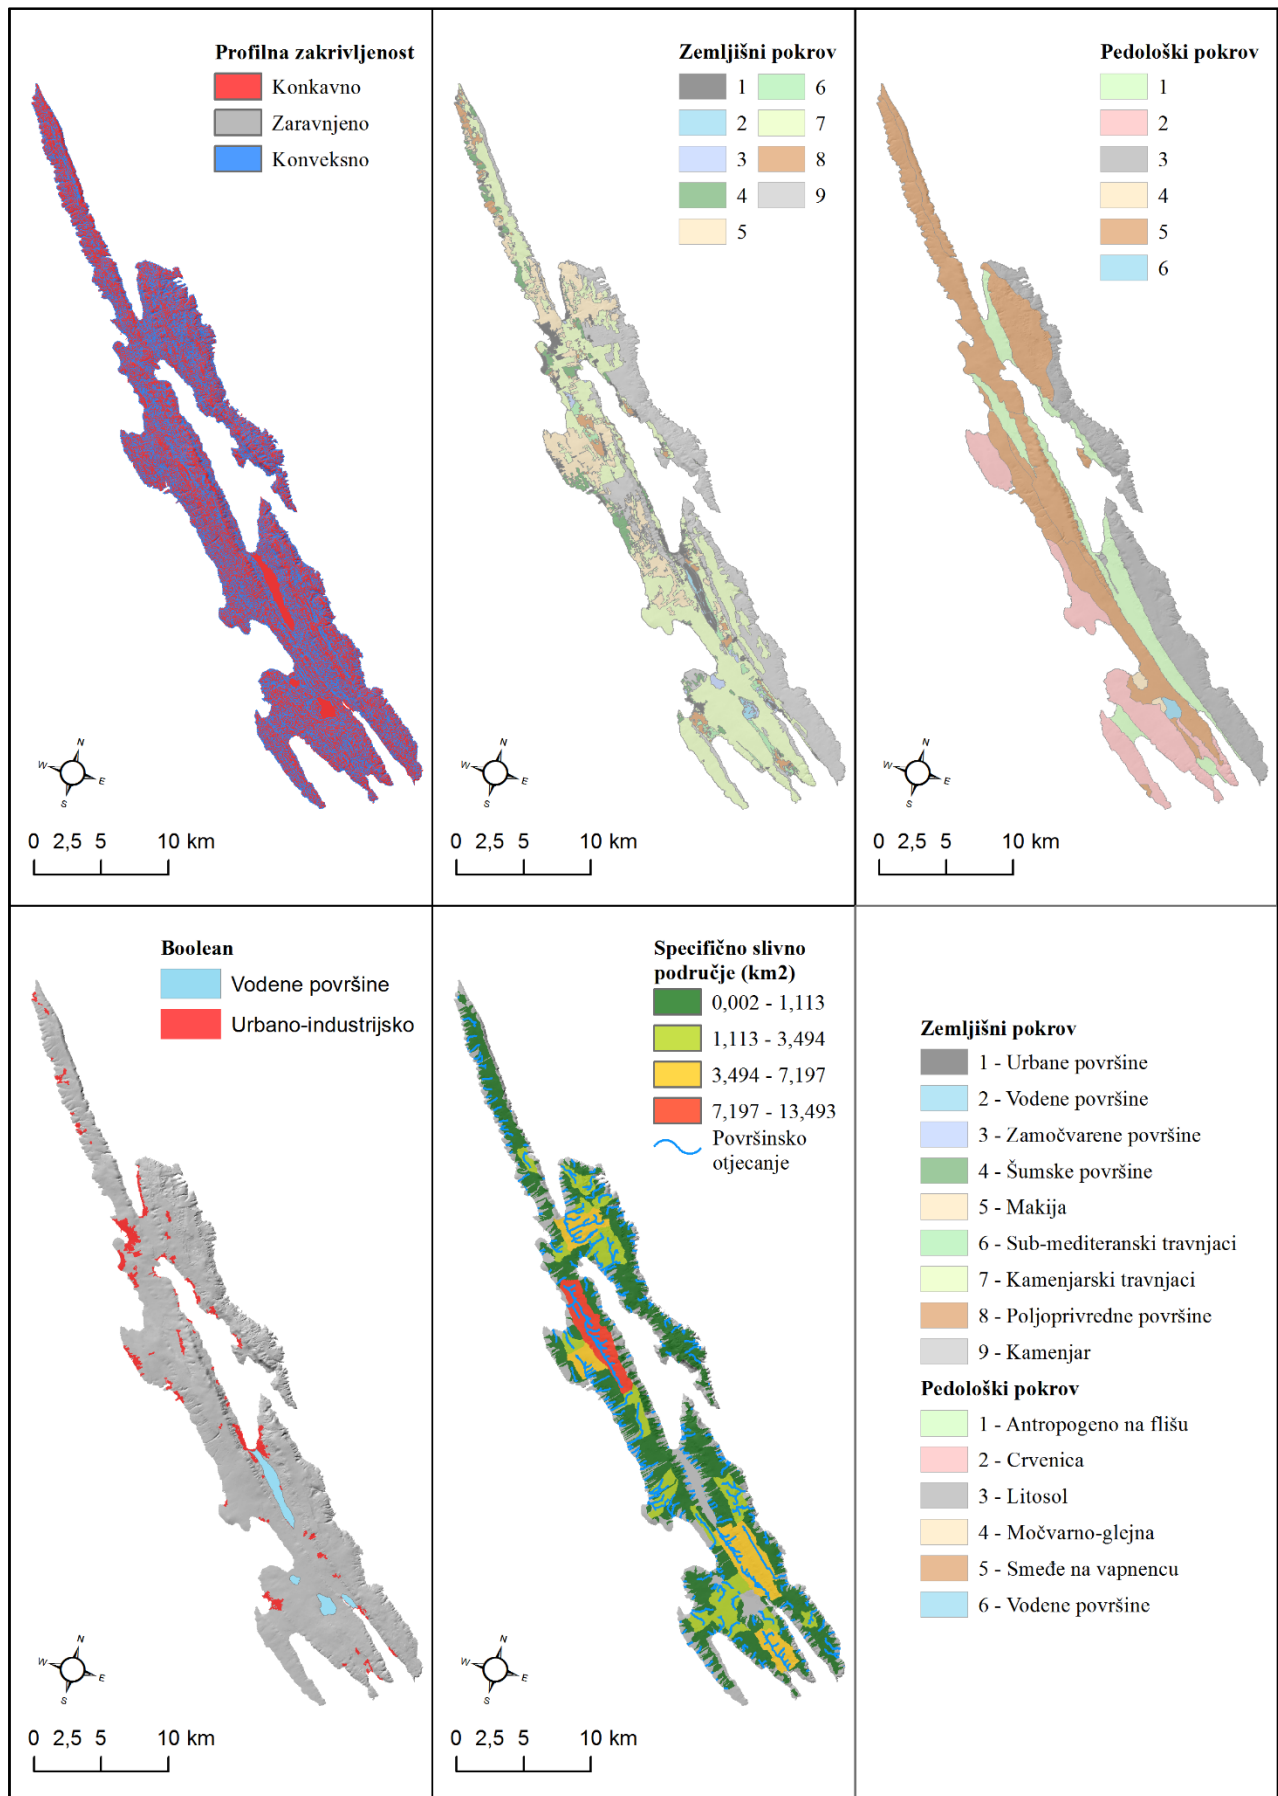 Profilna zakrivljenost
Konkavno
Zaravnjeno
Konveksno
N
W
E
S
0 2,5 5 10 km
Zemljišni pokrov
1 6
2 7
3 8
4 9
5
N
W
E
S
0 2,5 5 10 km
Pedološki pokrov
1
2
3
4
5
6
N
W
E
S
0 2,5 5 10 km
Boolean
Vodene površine
Urbano-industrijsko
N
W
E
S
0 2,5 5 10 km
Specifično slivno
područje (km2)
0,002 - 1,113
1,113 - 3,494
3,494 - 7,197
7,197 - 13,493
Površinsko
otjecanje
N
W
E
S
0 2,5 5 10 km
Zemljišni pokrov
1 - Urbane površine
2 - Vodene površine
3 - Zamočvarene površine
4 - Šumske površine
5 - Makija
6 - Sub-mediteranski travnjaci
7 - Kamenjarski travnjaci
8 - Poljoprivredne površine
9 - Kamenjar
Pedološki pokrov
1 - Antropogeno na flišu
2 - Crvenica
3 - Litosol
4 - Močvarno-glejna
5 - Smeđe na vapnencu
6 - Vodene površine